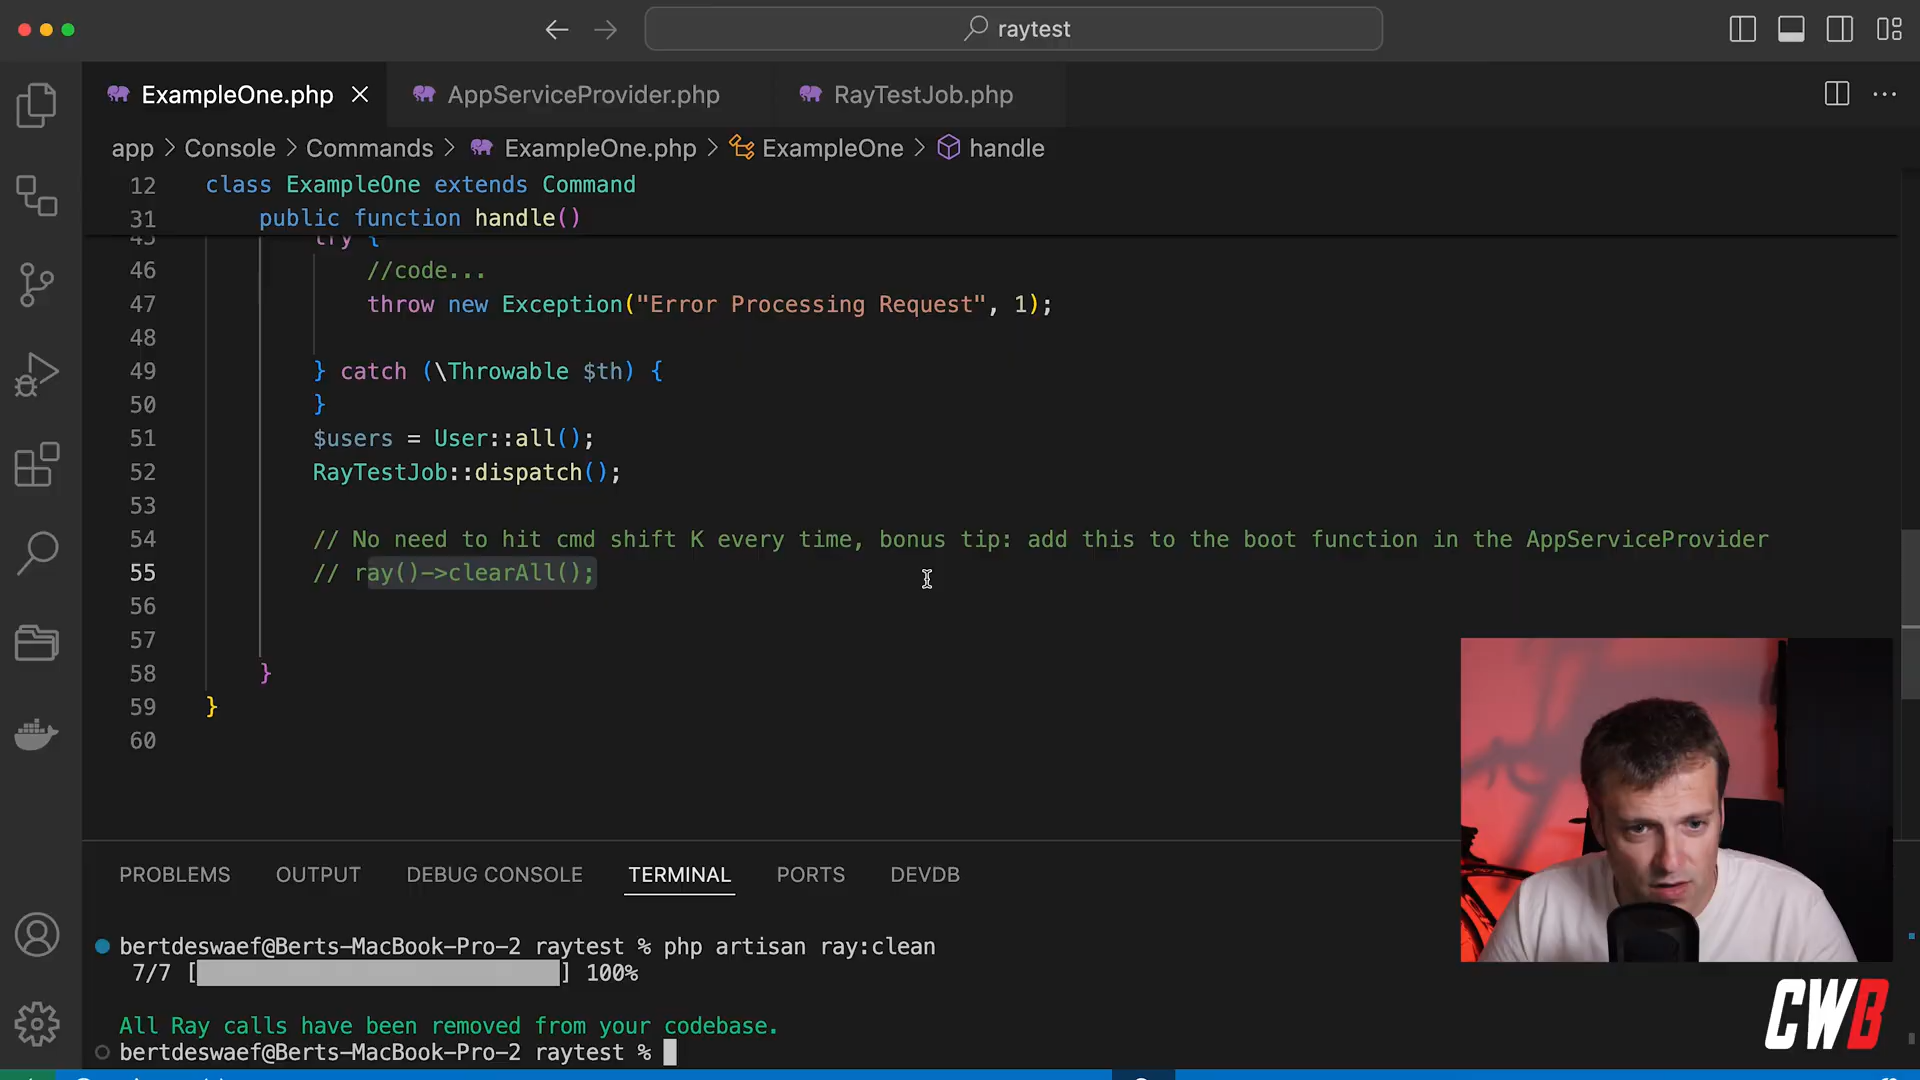 raytest
ExampleOne.php
AppServiceProvider.php
RayTestJob.php
app > Console > Commands > ExampleOne.php > ExampleOne > handle
12 class ExampleOne extends Command
31 public function handle()
45 try {
46 //code...
47 throw new Exception("Error Processing Request", 1);
48
49 } catch (\Throwable $th) {
50 }
51 $users = User::all();
52 RayTestJob::dispatch();
53
54 // No need to hit cmd shift K every time, bonus tip: add this to the boot function in the AppServiceProvider
55 // ray()->clearAll();
56
57
58 }
59 }
60
PROBLEMS OUTPUT DEBUG CONSOLE TERMINAL PORTS DEVDB
bertdeswaef@Berts-MacBook-Pro-2 raytest % php artisan ray:clean
7/7 [ ] 100%
All Ray calls have been removed from your codebase.
bertdeswaef@Berts-MacBook-Pro-2 raytest %
CWB